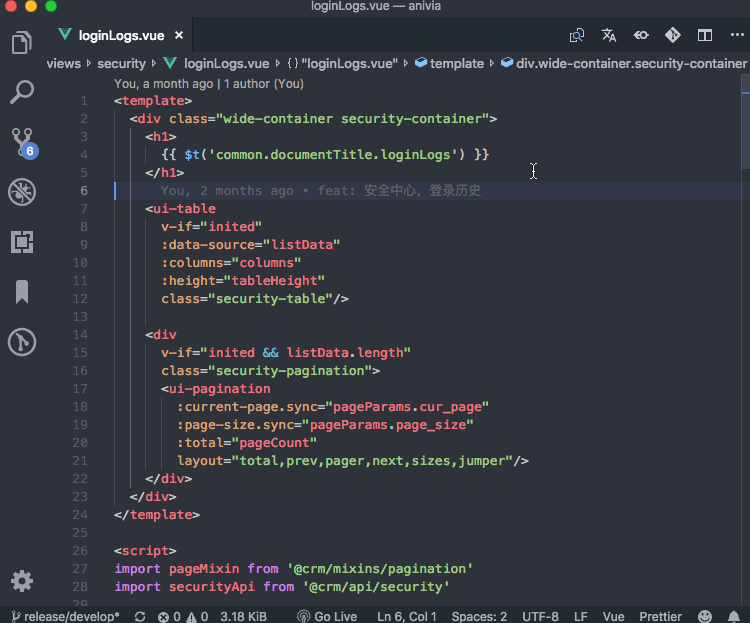 loginLogs.vue — anivia
loginLogs.vue ×
views security loginLogs.vue {} "loginLogs.vue" template div.wide-container.security-container
You, a month ago | 1 author (You)
1 <template>
2 <div class="wide-container security-container">
3 <h1>
4 {{ $t('common.documentTitle.loginLogs') }}
5 </h1>
6 You, 2 months ago • feat: 安全中心，登录历史
7 <ui-table
8 v-if="inited"
9 :data-source="listData"
10 :columns="columns"
11 :height="tableHeight"
12 class="security-table"/>
13
14 <div
15 v-if="inited && listData.length"
16 class="security-pagination">
17 <ui-pagination
18 :current-page.sync="pageParams.cur_page"
19 :page-size.sync="pageParams.page_size"
20 :total="pageCount"
21 layout="total,prev,pager,next,sizes,jumper"/>
22 </div>
23 </div>
24 </template>
25
26 <script>
27 import pageMixin from '@crm/mixins/pagination'
28 import securityApi from '@crm/api/security'
29
6
release/develop* 0 0 3.18 KiB Go Live Ln 6, Col 1 Spaces: 2 UTF-8 LF Vue Prettier